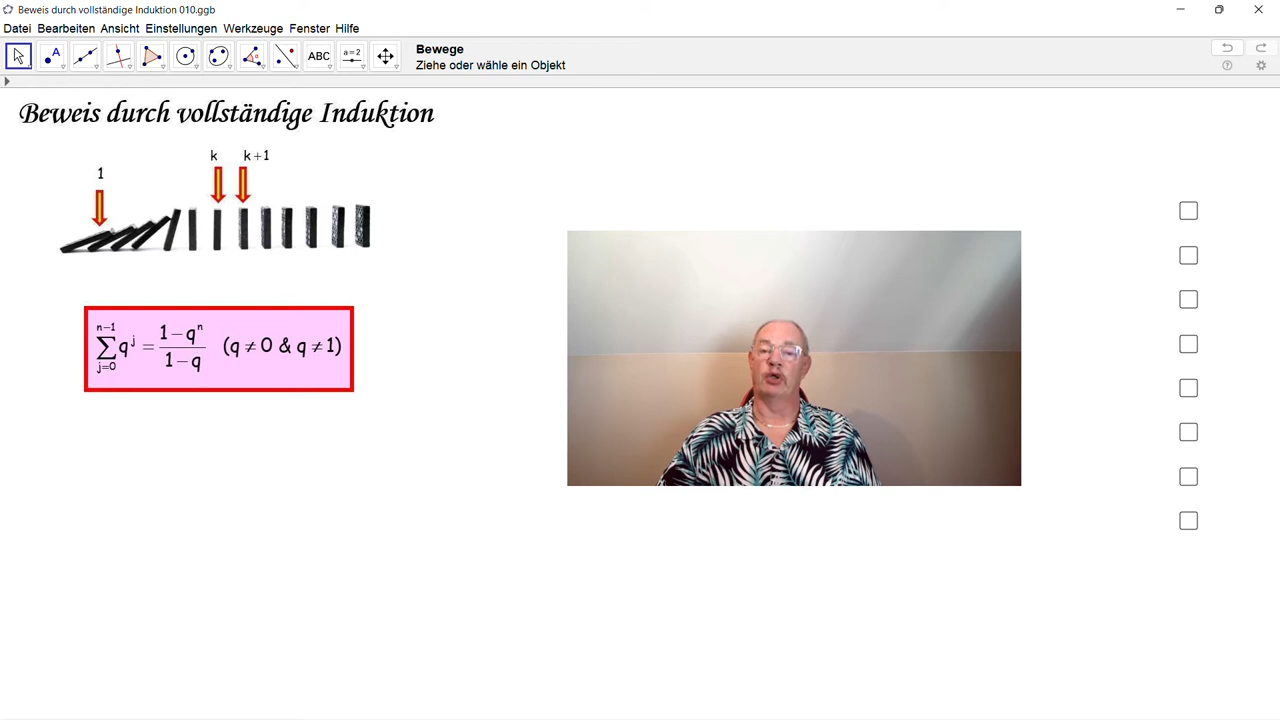 Beweis durch vollständige Induktion 010.ggb
Datei Bearbeiten Ansicht Einstellungen Werkzeuge Fenster Hilfe
A
ABC
a=2
Bewege
Ziehe oder wähle ein Objekt
Beweis durch vollständige Induktion
1
k
k+1
n−1
∑ q^j = (1−q^n)/(1−q) (q≠0 & q≠1)
j=0